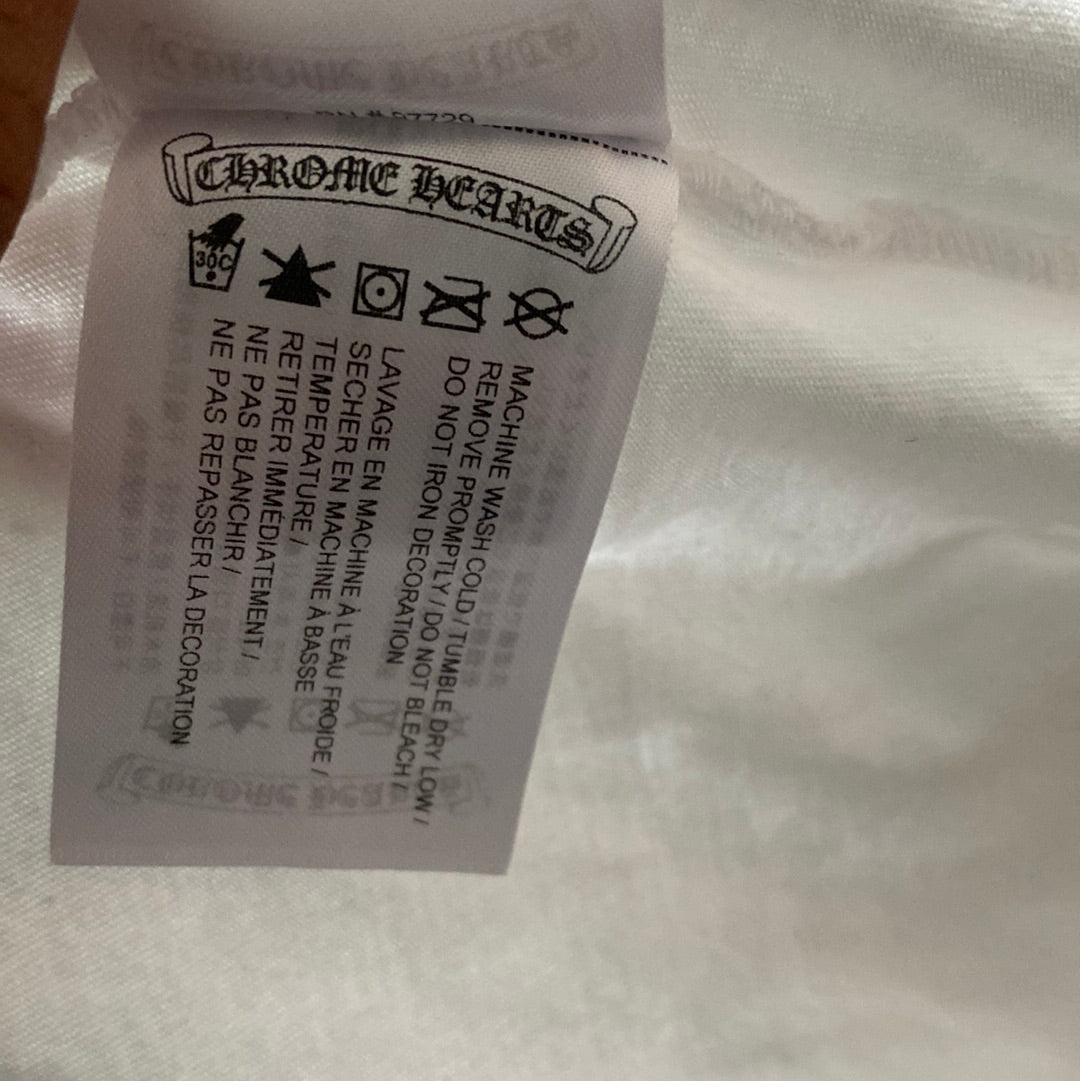 RN # 97729
CHROME HEARTS
30C
MACHINE WASH COLD / TUMBLE DRY LOW /
REMOVE PROMPTLY / DO NOT BLEACH /
DO NOT IRON DECORATION
LAVAGE EN MACHINE À L'EAU FROIDE /
SECHER EN MACHINE À BASSE
TEMPERATURE /
RETIRER IMMÉDIATEMENT /
NE PAS BLANCHIR /
NE PAS REPASSER LA DECORATION